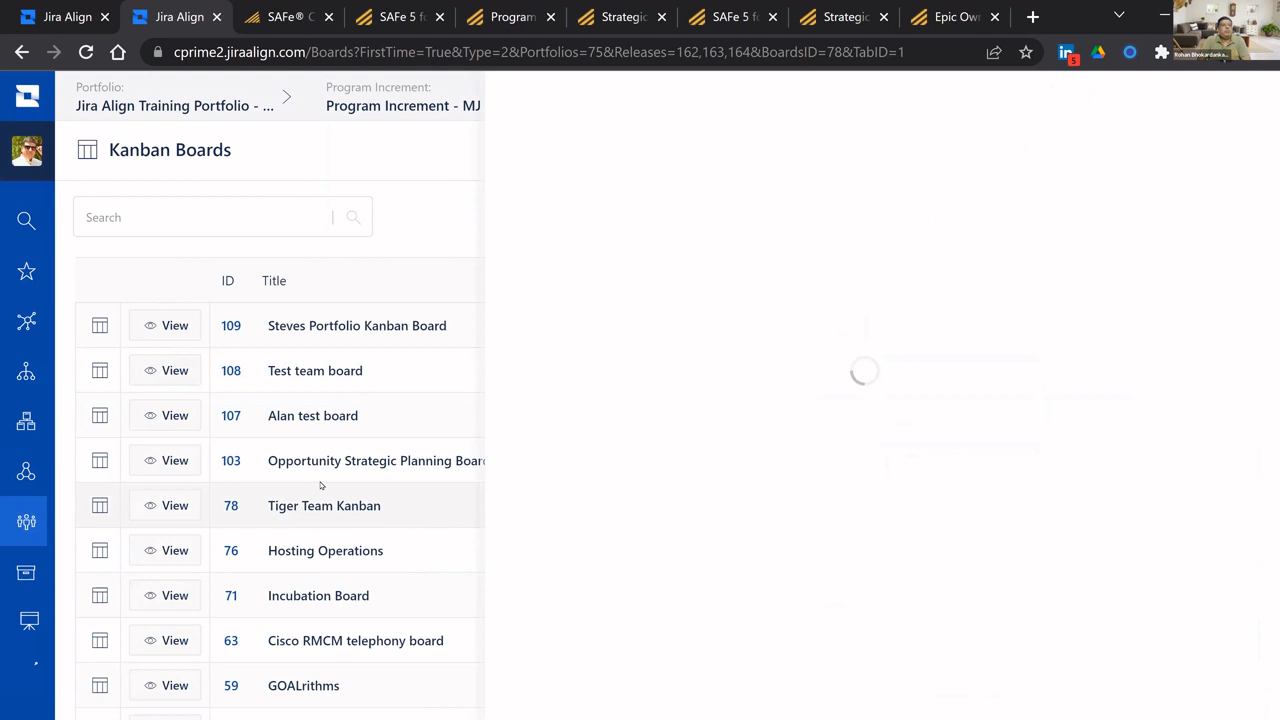 Jira Align
Jira Align
SAFe® C
SAFe 5 f
Program
Strategic
SAFe 5 f
Strategic
Epic Own
cprime2.jiraalign.com/Boards?FirstTime=True&Type=2&Portfolios=75&Releases=162,163,164&BoardsID=78&TabID=1
5
Portfolio:
Jira Align Training Portfolio - ...
Program Increment:
Program Increment - MJ
Kanban Boards
Search
ID Title
View 109 Steves Portfolio Kanban Board
View 108 Test team board
View 107 Alan test board
View 103 Opportunity Strategic Planning Boar
View 78 Tiger Team Kanban
View 76 Hosting Operations
View 71 Incubation Board
View 63 Cisco RMCM telephony board
View 59 GOALrithms